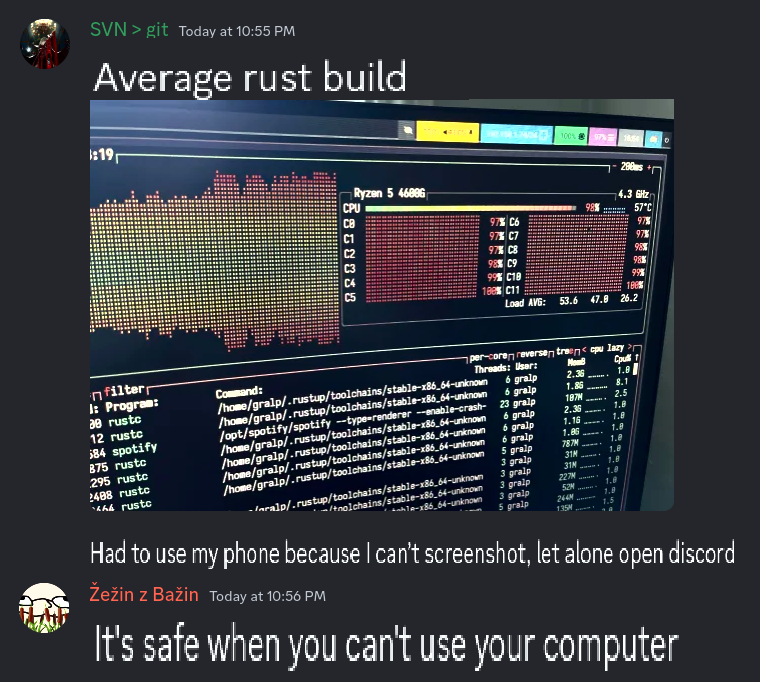 SVN > git Today at 10:55 PM
Average rust build
100%
:19
- 200ms +
Ryzen 5 4600G 4.3 GHz
CPU 98% 57°C
C0 97% C6 97%
C1 97% C7 97%
C2 97% C8 98%
C3 98% C9 98%
C4 99% C10 99%
C5 100% C11 100%
Load AVG: 53.6 47.0 26.2
filter per-core reverse tree < cpu lazy >
Program: Command: Threads: User: MemB Cpu% ↑
00 rustc /home/gralp/.rustup/toolchains/stable-x86_64-unknown 6 gralp 2.3G 1.0
12 rustc /home/gralp/.rustup/toolchains/stable-x86_64-unknown 6 gralp 1.8G 8.1
584 spotify /opt/spotify/spotify --type=renderer --enable-crash- 23 gralp 107M 2.5
875 rustc /home/gralp/.rustup/toolchains/stable-x86_64-unknown 6 gralp 2.3G 1.0
295 rustc /home/gralp/.rustup/toolchains/stable-x86_64-unknown 6 gralp 1.1G 1.0
2408 rustc /home/gralp/.rustup/toolchains/stable-x86_64-unknown 6 gralp 1.0G 1.0
rustc /home/gralp/.rustup/toolchains/stable-x86_64-unknown 5 gralp 787M 1.0
Had to use my phone because I can't screenshot, let alone open discord
Žežin z Bažin Today at 10:56 PM
It's safe when you can't use your computer